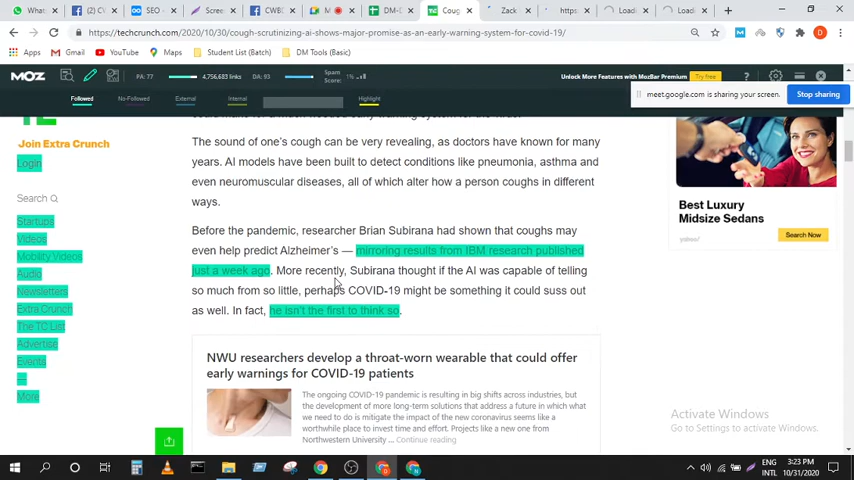 What
f (2) C
SEO
Scree
f CWB
M
DM-D
Coug
Zack
https
Loadi
Loadi
https://techcrunch.com/2020/10/30/cough-scrutinizing-ai-shows-major-promise-as-an-early-warning-system-for-covid-19/
Apps
Gmail
YouTube
Maps
Student List (Batch)
DM Tools (Basic)
MOZ
PA: 77
4,756,683 links
DA: 93
Spam Score: 1%
Unlock More Features with MozBar Premium
Try free
Followed
No-Followed
External
Internal
Highlight
meet.google.com is sharing your screen.
Stop sharing
Join Extra Crunch
Login
Search
Startups
Videos
Mobility Videos
Audio
Newsletters
Extra Crunch
The TC List
Advertise
Events
—
More
The sound of one's cough can be very revealing, as doctors have known for many
years. AI models have been built to detect conditions like pneumonia, asthma and
even neuromuscular diseases, all of which alter how a person coughs in different
ways.
Before the pandemic, researcher Brian Subirana had shown that coughs may
even help predict Alzheimer's — mirroring results from IBM research published
just a week ago. More recently, Subirana thought if the AI was capable of telling
so much from so little, perhaps COVID-19 might be something it could suss out
as well. In fact, he isn't the first to think so.
NWU researchers develop a throat-worn wearable that could offer
early warnings for COVID-19 patients
The ongoing COVID-19 pandemic is resulting in big shifts across industries, but
the development of more long-term solutions that address a future in which what
we need to do is mitigate the impact of the new coronavirus seems like a
worthwhile place to invest time and effort. Projects like a new one from
Northwestern University ... Continue reading
Best Luxury
Midsize Sedans
Search Now
Activate Windows
Go to Settings to activate Windows.
ENG
INTL
3:23 PM
10/31/2020